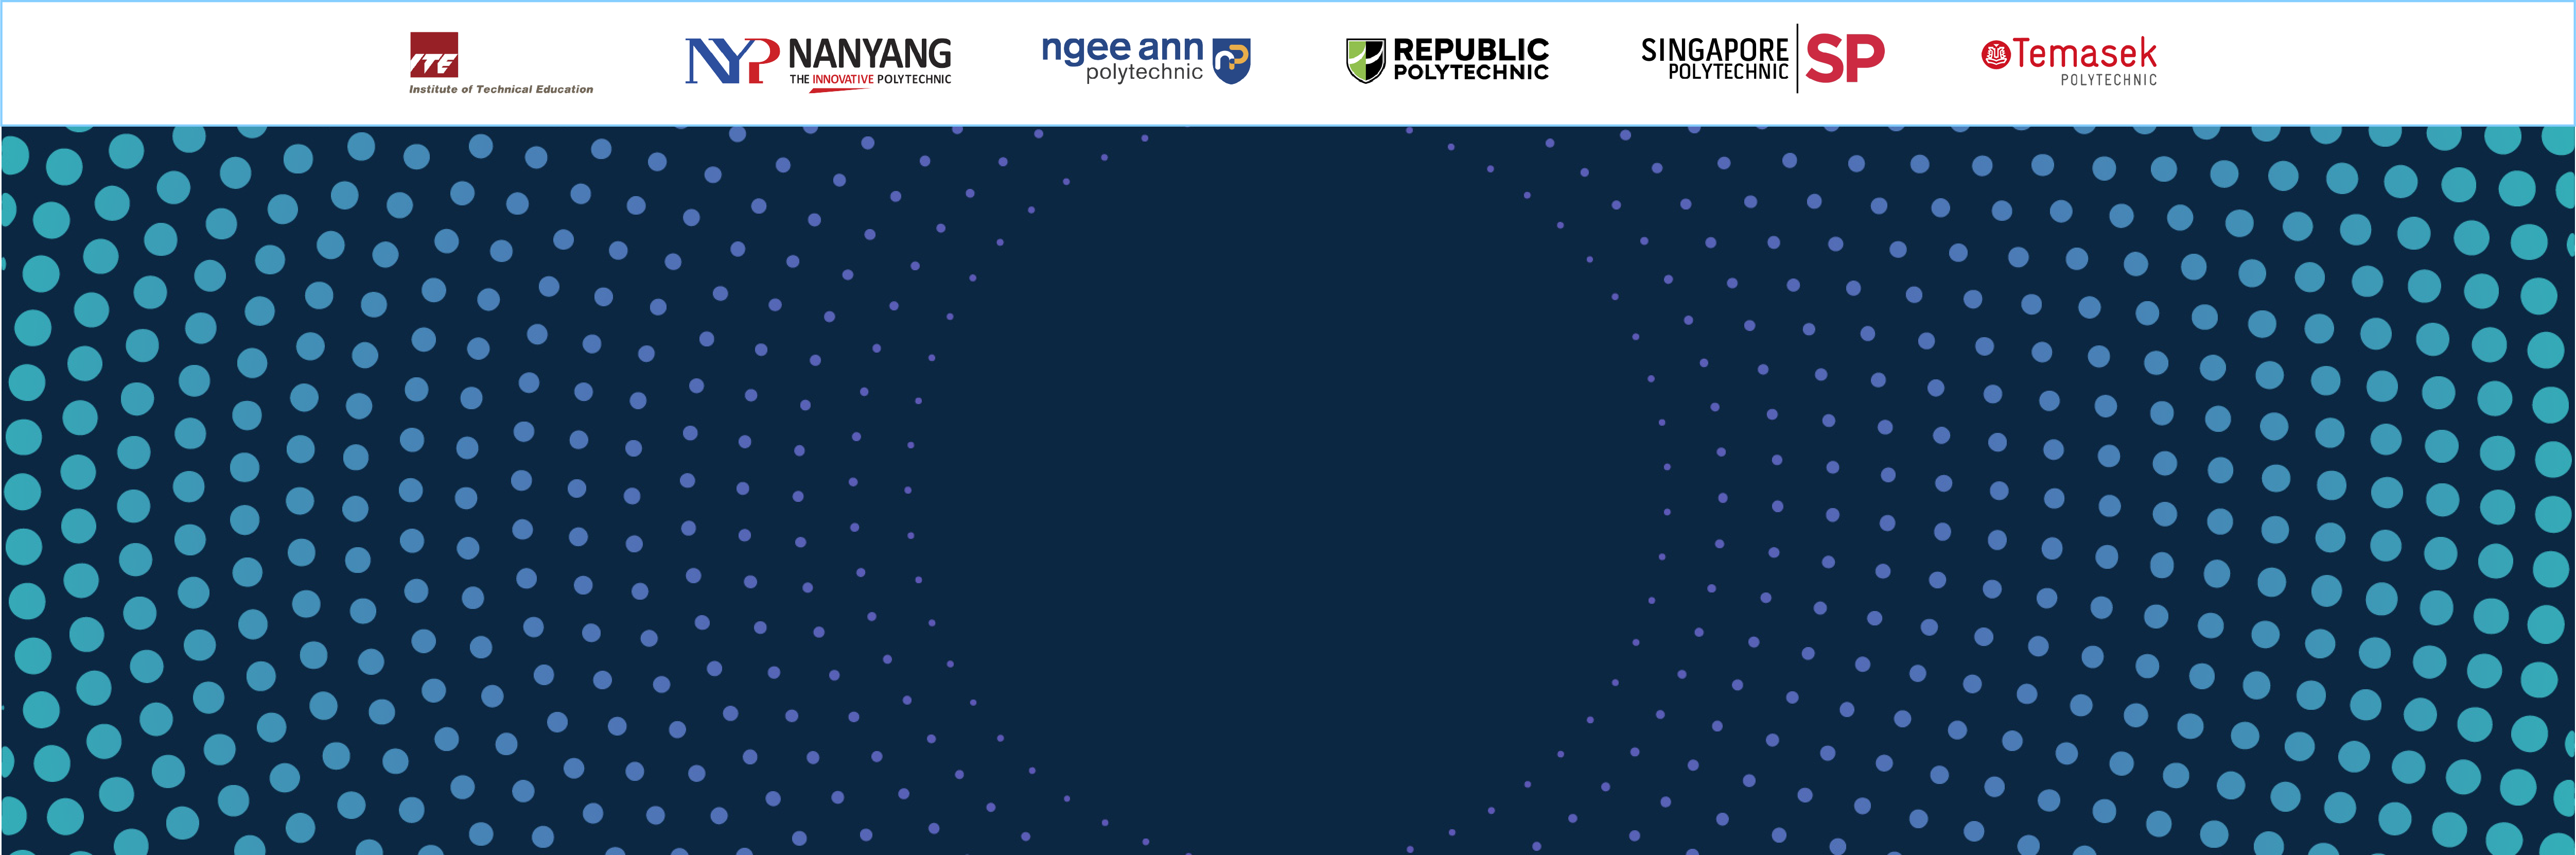 ITE
Institute of Technical Education
NYP NANYANG
THE INNOVATIVE POLYTECHNIC
ngee ann
polytechnic
np
REPUBLIC
POLYTECHNIC
SINGAPORE
POLYTECHNIC
SP
Temasek
POLYTECHNIC